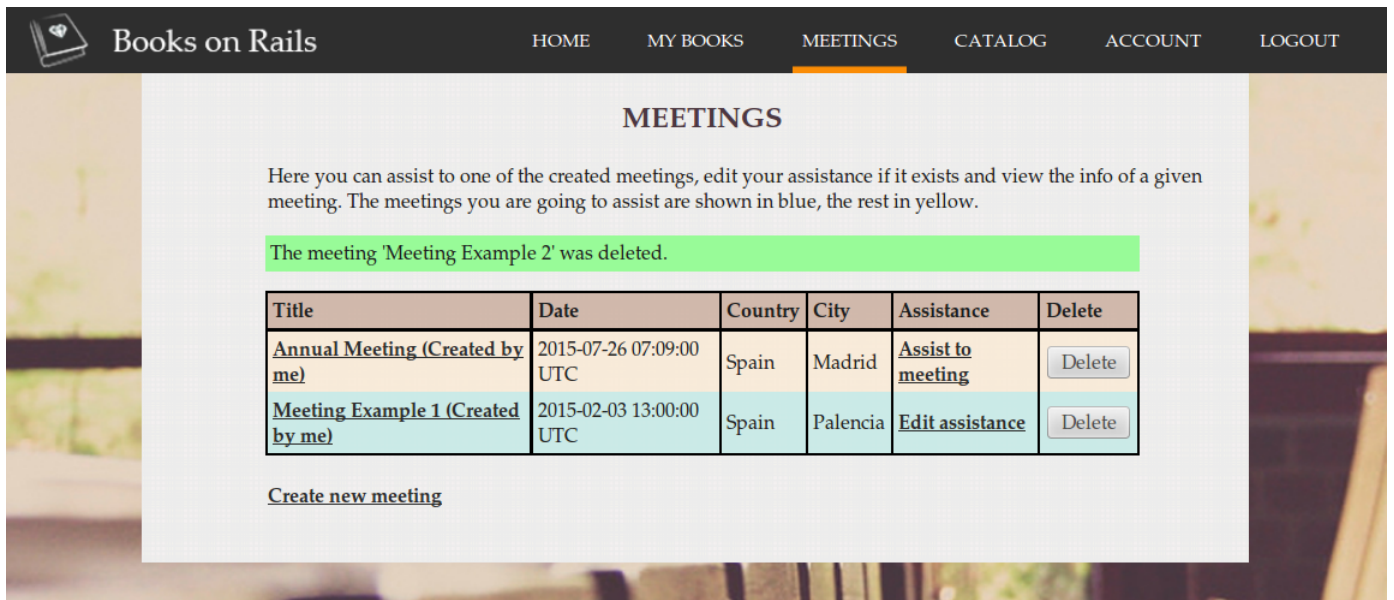 Books on Rails HOME MY BOOKS MEETINGS CATALOG ACCOUNT LOGOUT
MEETINGS
Here you can assist to one of the created meetings, edit your assistance if it exists and view the info of a given
meeting. The meetings you are going to assist are shown in blue, the rest in yellow.
The meeting 'Meeting Example 2' was deleted.
Title Date Country City Assistance Delete
Annual Meeting (Created by
me) 2015-07-26 07:09:00
UTC Spain Madrid Assist to
meeting Delete
Meeting Example 1 (Created
by me) 2015-02-03 13:00:00
UTC Spain Palencia Edit assistance Delete
Create new meeting